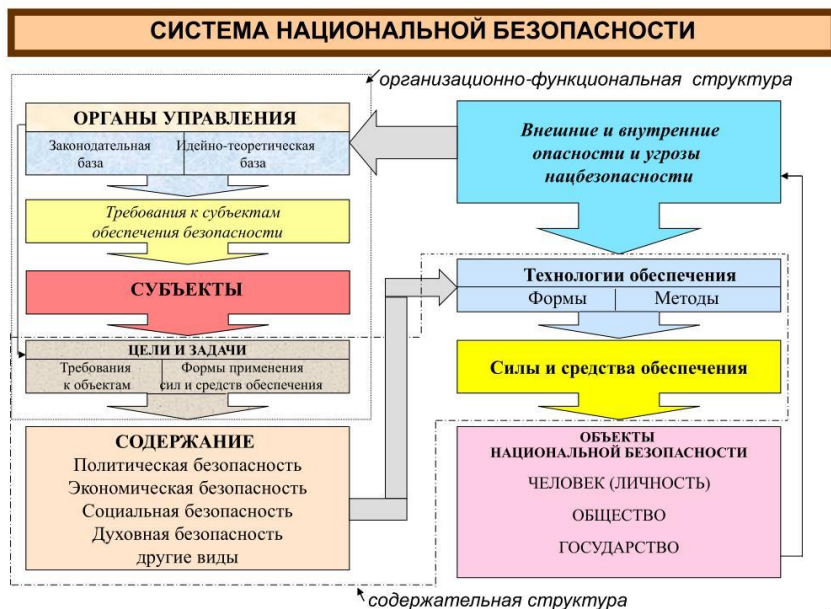 СИСТЕМА НАЦИОНАЛЬНОЙ БЕЗОПАСНОСТИ
организационно-функциональная структура
ОРГАНЫ УПРАВЛЕНИЯ
Законодательная
база
Идейно-теоретическая
база
Требования к субъектам
обеспечения безопасности
СУБЪЕКТЫ
ЦЕЛИ И ЗАДАЧИ
Требования
к объектам
Формы применения
сил и средств обеспечения
СОДЕРЖАНИЕ
Политическая безопасность
Экономическая безопасность
Социальная безопасность
Духовная безопасность
другие виды
Внешние и внутренние
опасности и угрозы
нацбезопасности
Технологии обеспечения
Формы
Методы
Силы и средства обеспечения
ОБЪЕКТЫ
НАЦИОНАЛЬНОЙ БЕЗОПАСНОСТИ
ЧЕЛОВЕК (ЛИЧНОСТЬ)
ОБЩЕСТВО
ГОСУДАРСТВО
содержательная структура